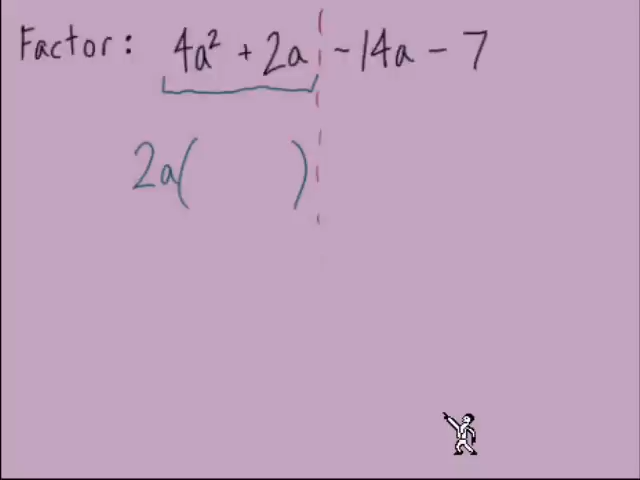 Factor: 4a² + 2a - 14a - 7
2a( )